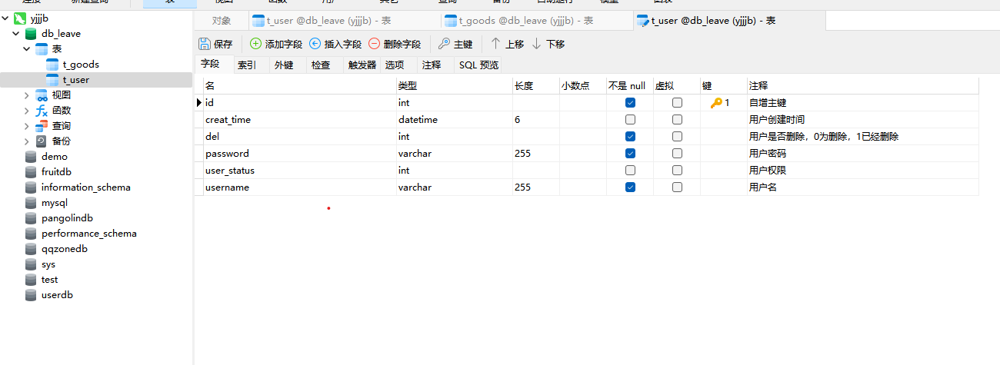 yjjjb
db_leave
表
t_goods
t_user
视图
函数
查询
备份
demo
fruitdb
information_schema
mysql
pangolindb
performance_schema
qqzonedb
sys
test
userdb
对象 t_user @db_leave (yjjjb) - 表 t_goods @db_leave (yjjjb) - 表 t_user @db_leave (yjjjb) - 表
保存 添加字段 插入字段 删除字段 主键 上移 下移
字段 索引 外键 检查 触发器 选项 注释 SQL 预览
名 类型 长度 小数点 不是 null 虚拟 键 注释
id int 1 自增主键
creat_time datetime 6 用户创建时间
del int 用户是否删除，0为删除，1已经删除
password varchar 255 用户密码
user_status int 用户权限
username varchar 255 用户名